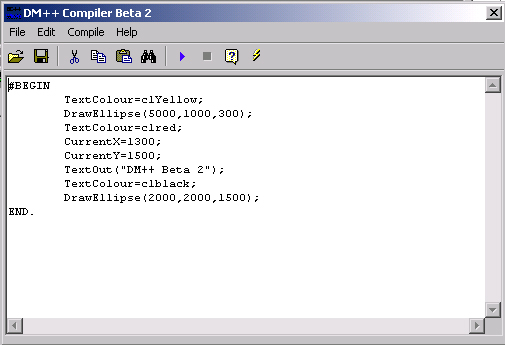 DM++ Compiler Beta 2
File Edit Compile Help
#BEGIN
TextColour=clYellow;
DrawEllipse(5000,1000,300);
TextColour=clred;
CurrentX=1300;
CurrentY=1500;
TextOut("DM++ Beta 2");
TextColour=clblack;
DrawEllipse(2000,2000,1500);
END.